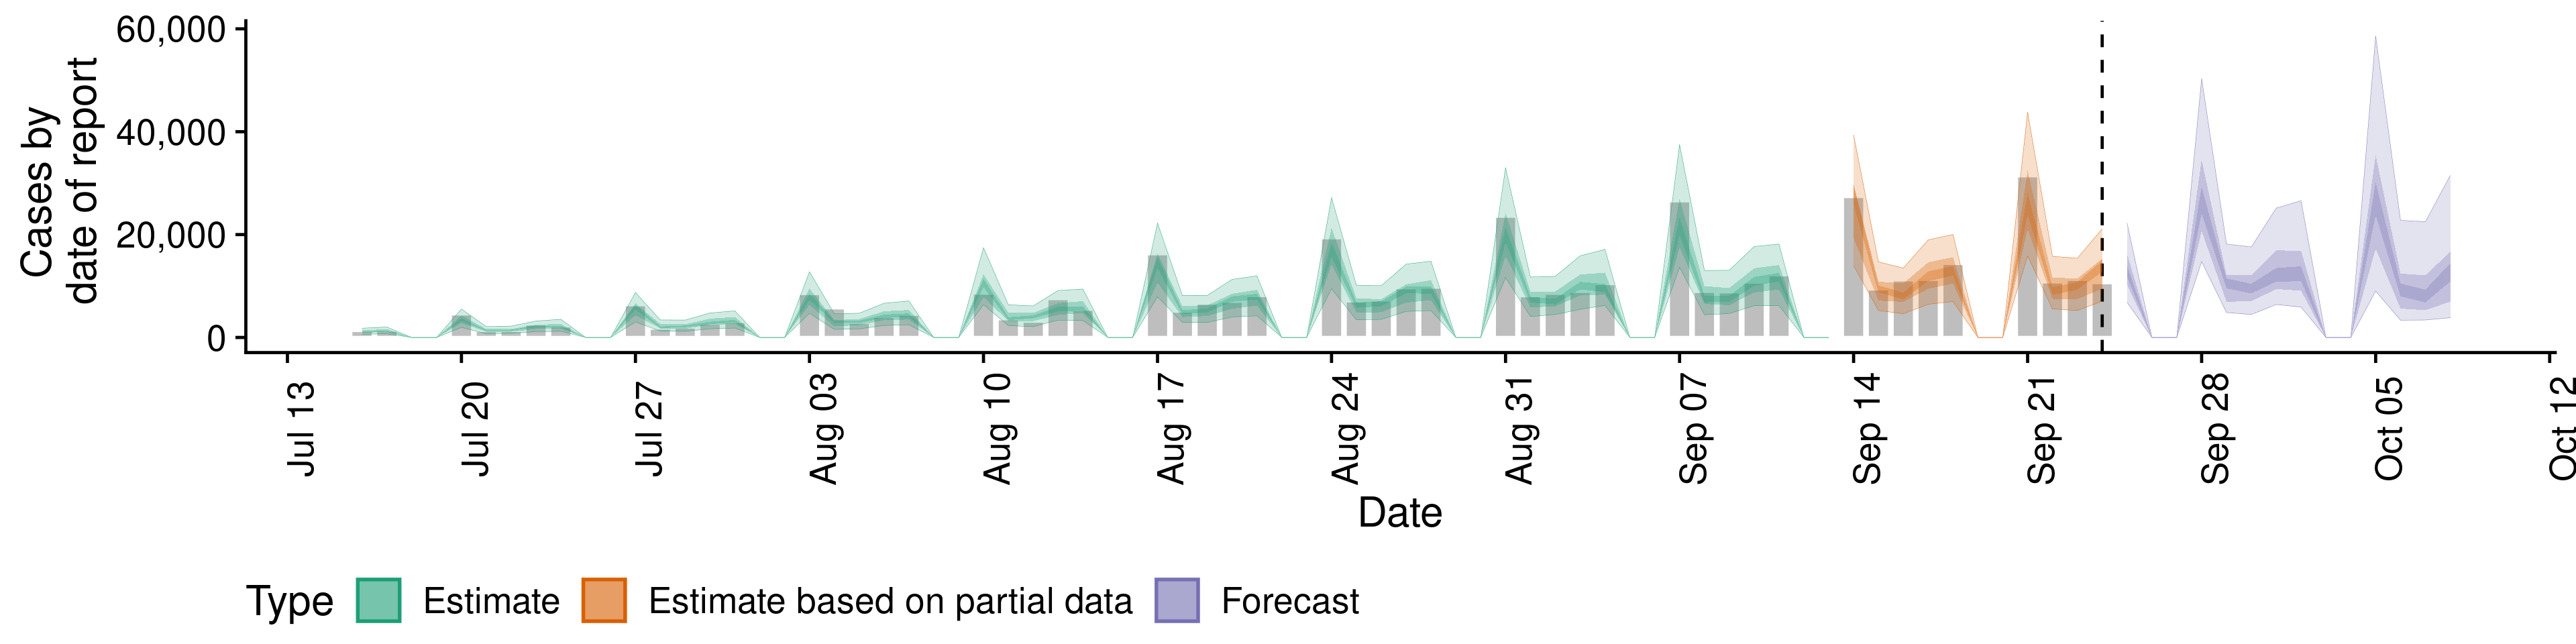 60,000
40,000
20,000
0
Cases by
date of report
Jul 13
Jul 20
Jul 27
Aug 03
Aug 10
Aug 17
Aug 24
Aug 31
Sep 07
Sep 14
Sep 21
Sep 28
Oct 05
Oct 12
Date
Type Estimate Estimate based on partial data Forecast